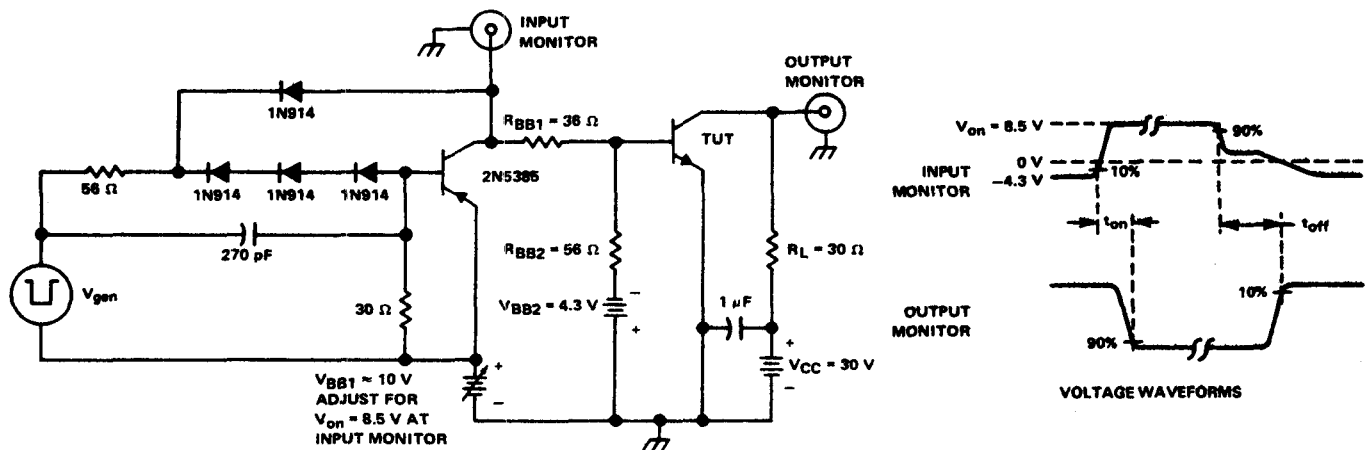 INPUT
MONITOR
OUTPUT
MONITOR
1N914
R_BB1 = 36 Ω
TUT
56 Ω
1N914
1N914
1N914
2N5385
270 pF
R_BB2 = 56 Ω
R_L = 30 Ω
V_gen
30 Ω
V_BB2 = 4.3 V
−
+
1 μF
+
V_CC = 30 V
−
V_BB1 ≈ 10 V
ADJUST FOR
V_on = 8.5 V AT
INPUT MONITOR
+
−
V_on = 8.5 V
90%
0 V
INPUT
MONITOR
−4.3 V
10%
t_on
t_off
OUTPUT
MONITOR
10%
90%
VOLTAGE WAVEFORMS